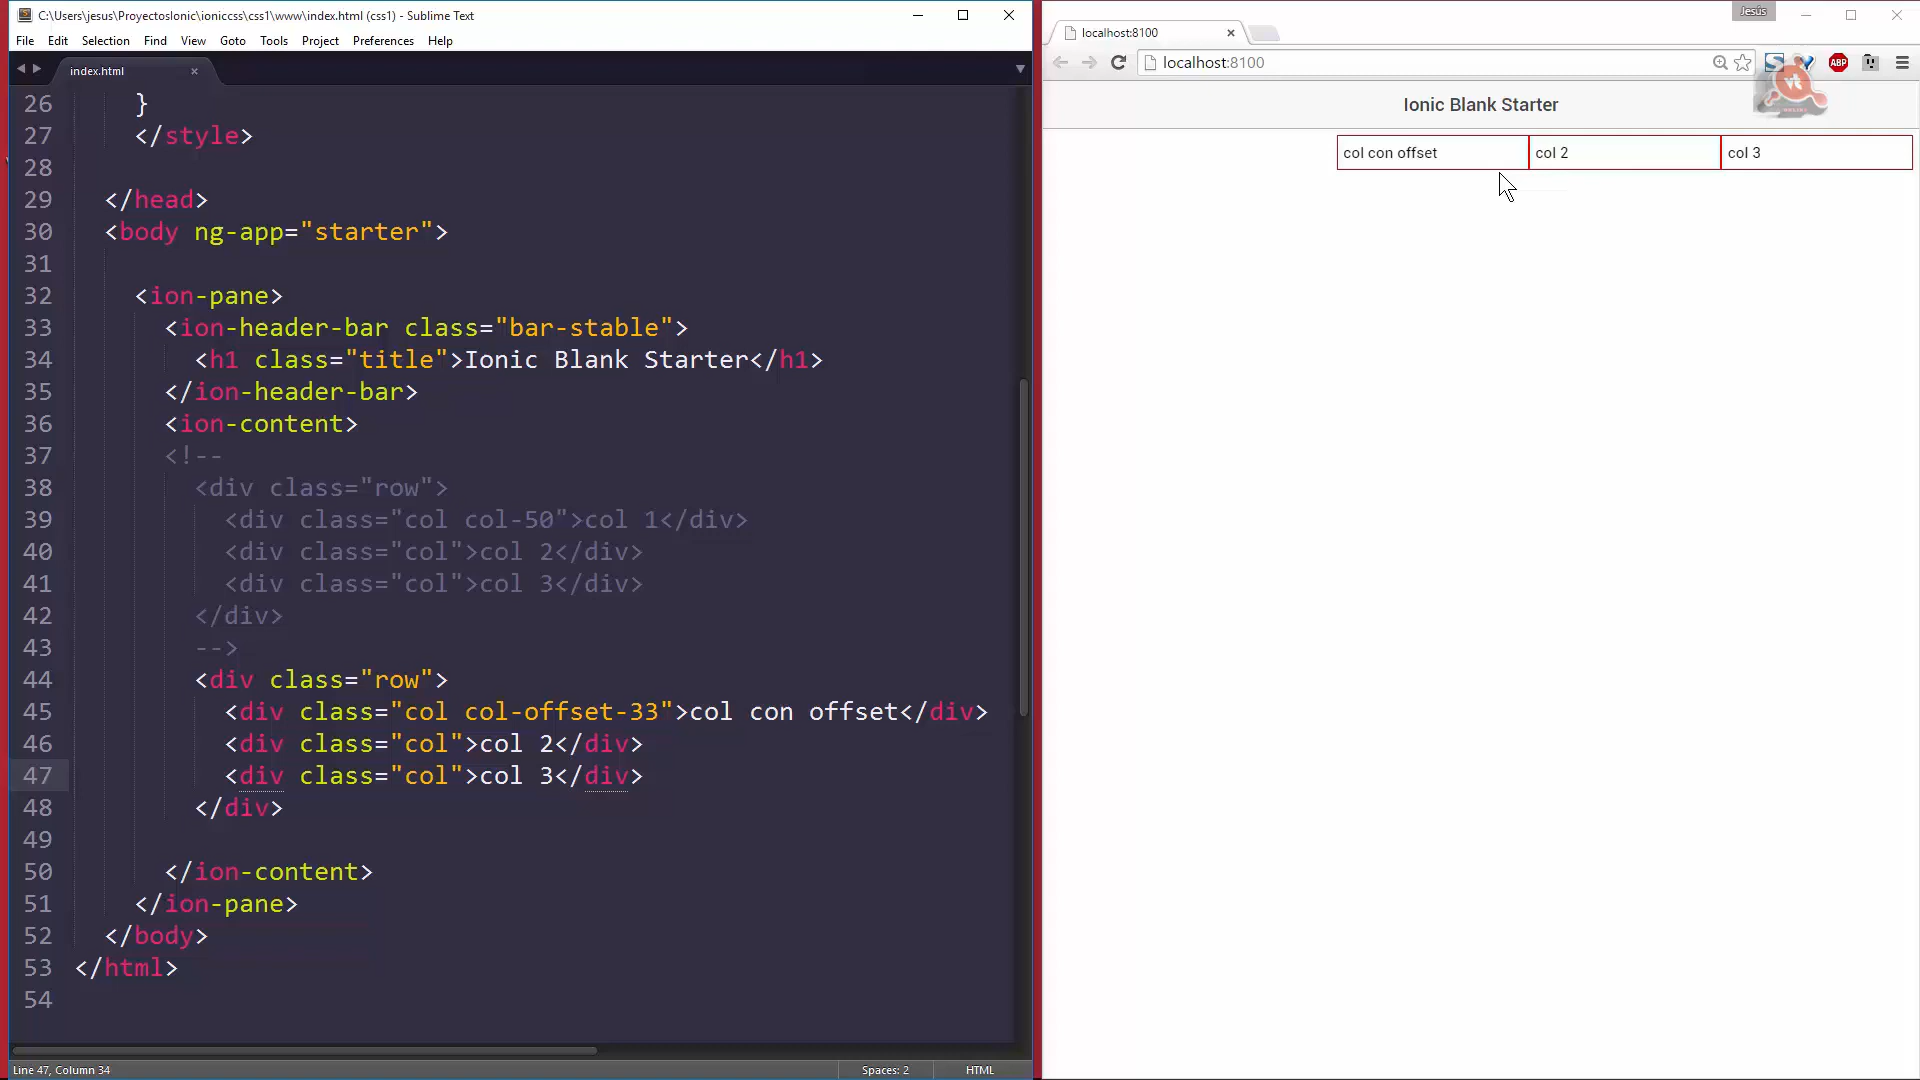 C:\Users\jesus\ProyectosIonic\ioniccss\css1\www\index.html (css1) - Sublime Text
File Edit Selection Find View Goto Tools Project Preferences Help
index.html
26 }
27 </style>
28
29 </head>
30 <body ng-app="starter">
31
32 <ion-pane>
33 <ion-header-bar class="bar-stable">
34 <h1 class="title">Ionic Blank Starter</h1>
35 </ion-header-bar>
36 <ion-content>
37 <!--
38 <div class="row">
39 <div class="col col-50">col 1</div>
40 <div class="col">col 2</div>
41 <div class="col">col 3</div>
42 </div>
43 -->
44 <div class="row">
45 <div class="col col-offset-33">col con offset</div>
46 <div class="col">col 2</div>
47 <div class="col">col 3</div>
48 </div>
49
50 </ion-content>
51 </ion-pane>
52 </body>
53 </html>
54
Line 47, Column 34 Spaces: 2 HTML
Jesús
localhost:8100
localhost:8100
ABP
Ionic Blank Starter
vt
col con offset col 2 col 3